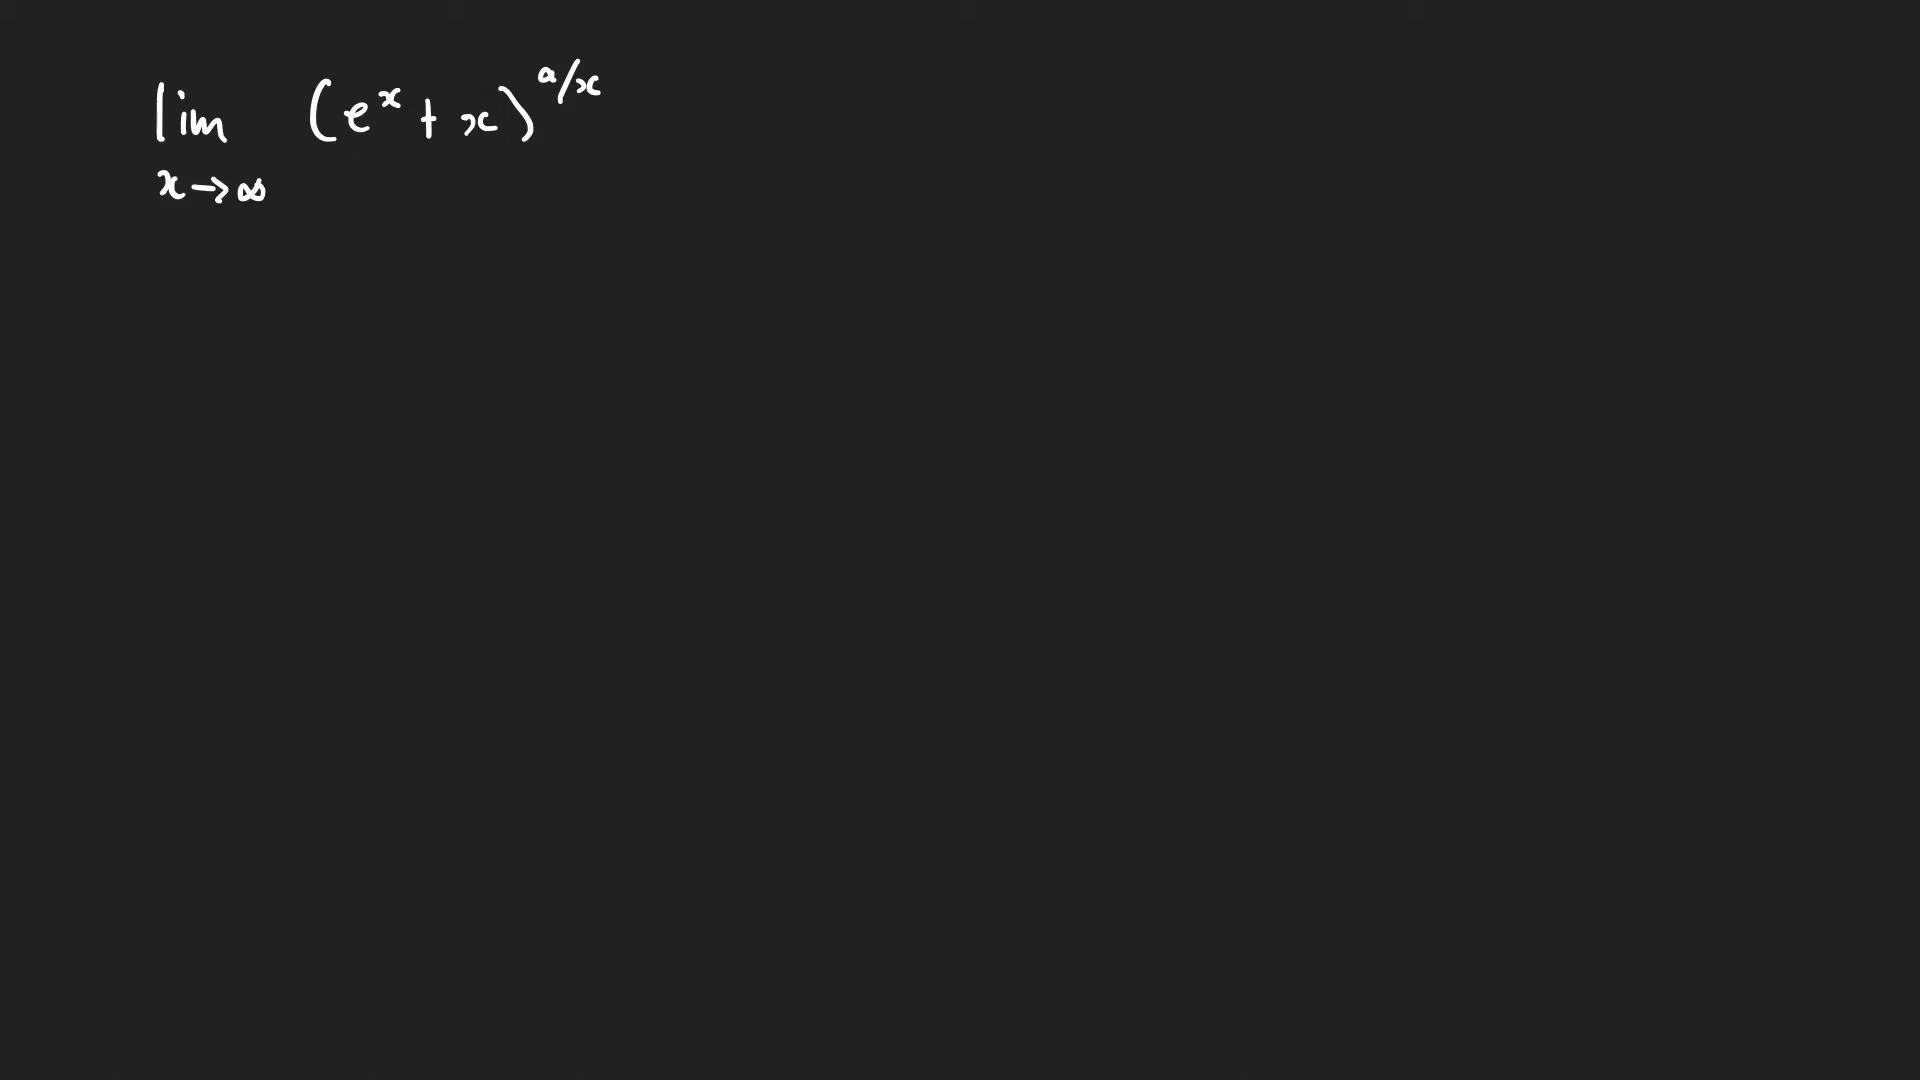 lim (e^x + x)^a/x
x→∞